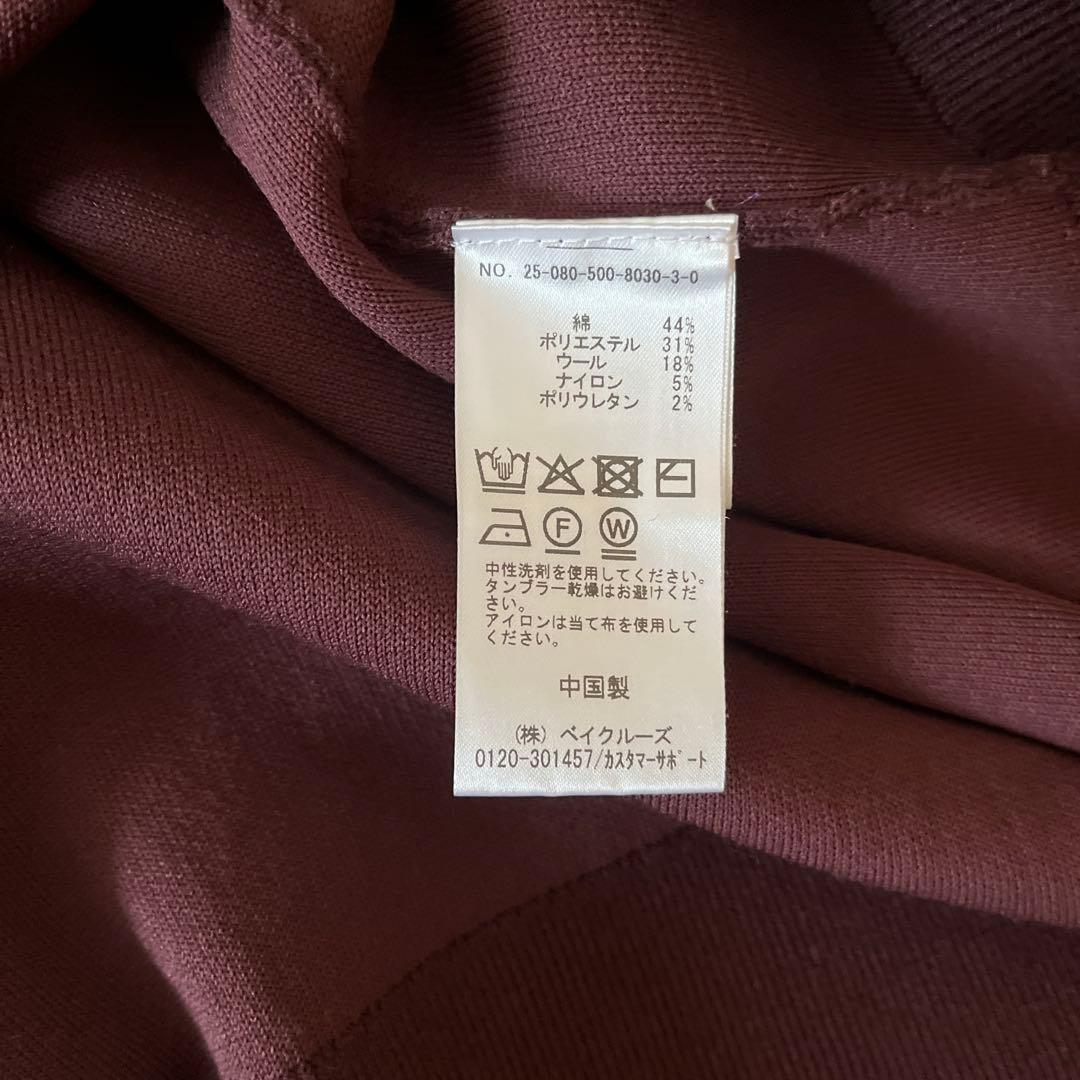 NO. 25-080-500-8030-3-0
綿 44%
ポリエステル 31%
ウール 18%
ナイロン 5%
ポリウレタン 2%
F W
中性洗剤を使用してください。
タンブラー乾燥はお避けくだ
さい。
アイロンは当て布を使用して
ください。
中国製
(株) ベイクルーズ
0120-301457/ｶｽﾀﾏｰｻﾎﾟｰﾄ